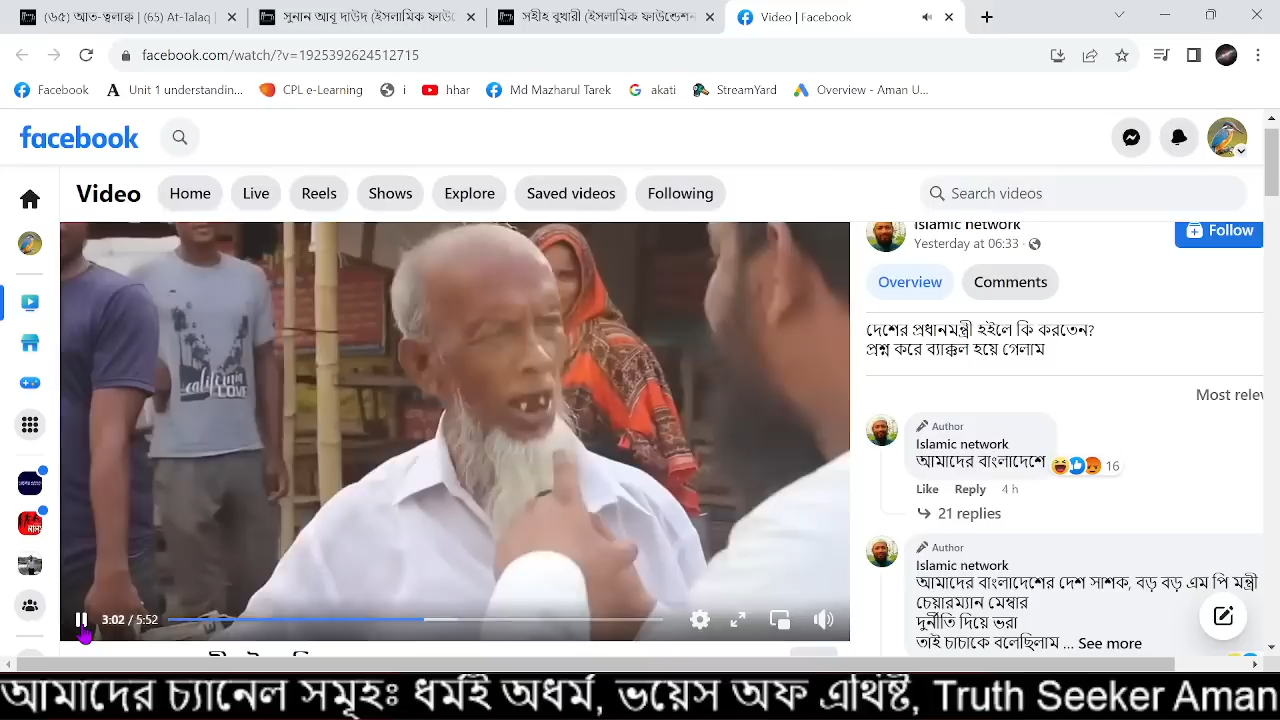 (৬৫) আত-ত্বলাক্ব | (65) At-Talaq |
সুনান আবু দাউদ (ইসলামিক ফাউ
সহীহ বুখারী (ইসলামিক ফাউন্ডেশন
Video | Facebook
facebook.com/watch/?v=1925392624512715
Facebook
Unit 1 understandin...
CPL e-Learning
i
hhar
Md Mazharul Tarek
akati
StreamYard
Overview - Aman U...
facebook
Video
Home
Live
Reels
Shows
Explore
Saved videos
Following
Search videos
Islamic network
Yesterday at 06:33 ·
Follow
Overview
Comments
দেশের প্রধানমন্ত্রী হইলে কি করতেন?
প্রশ্ন করে ব্যাক্কল হয়ে গেলাম
Most relev
Author
Islamic network
আমাদের বাংলাদেশে
16
Like Reply 4 h
21 replies
Author
Islamic network
আমাদের বাংলাদেশের দেশ সাশক, বড় বড় এম পি মন্ত্রী
চেয়ারম্যান মেম্বার
দুর্নীতি দিয়ে ভরা
তাই চাচাকে বলেছিলাম ... See more
california
LOVE
3:02 / 5:52
আমাদের চ্যানেল সমূহঃ ধর্মই অধর্ম, ভয়েস অফ এথিষ্ট, Truth Seeker Aman